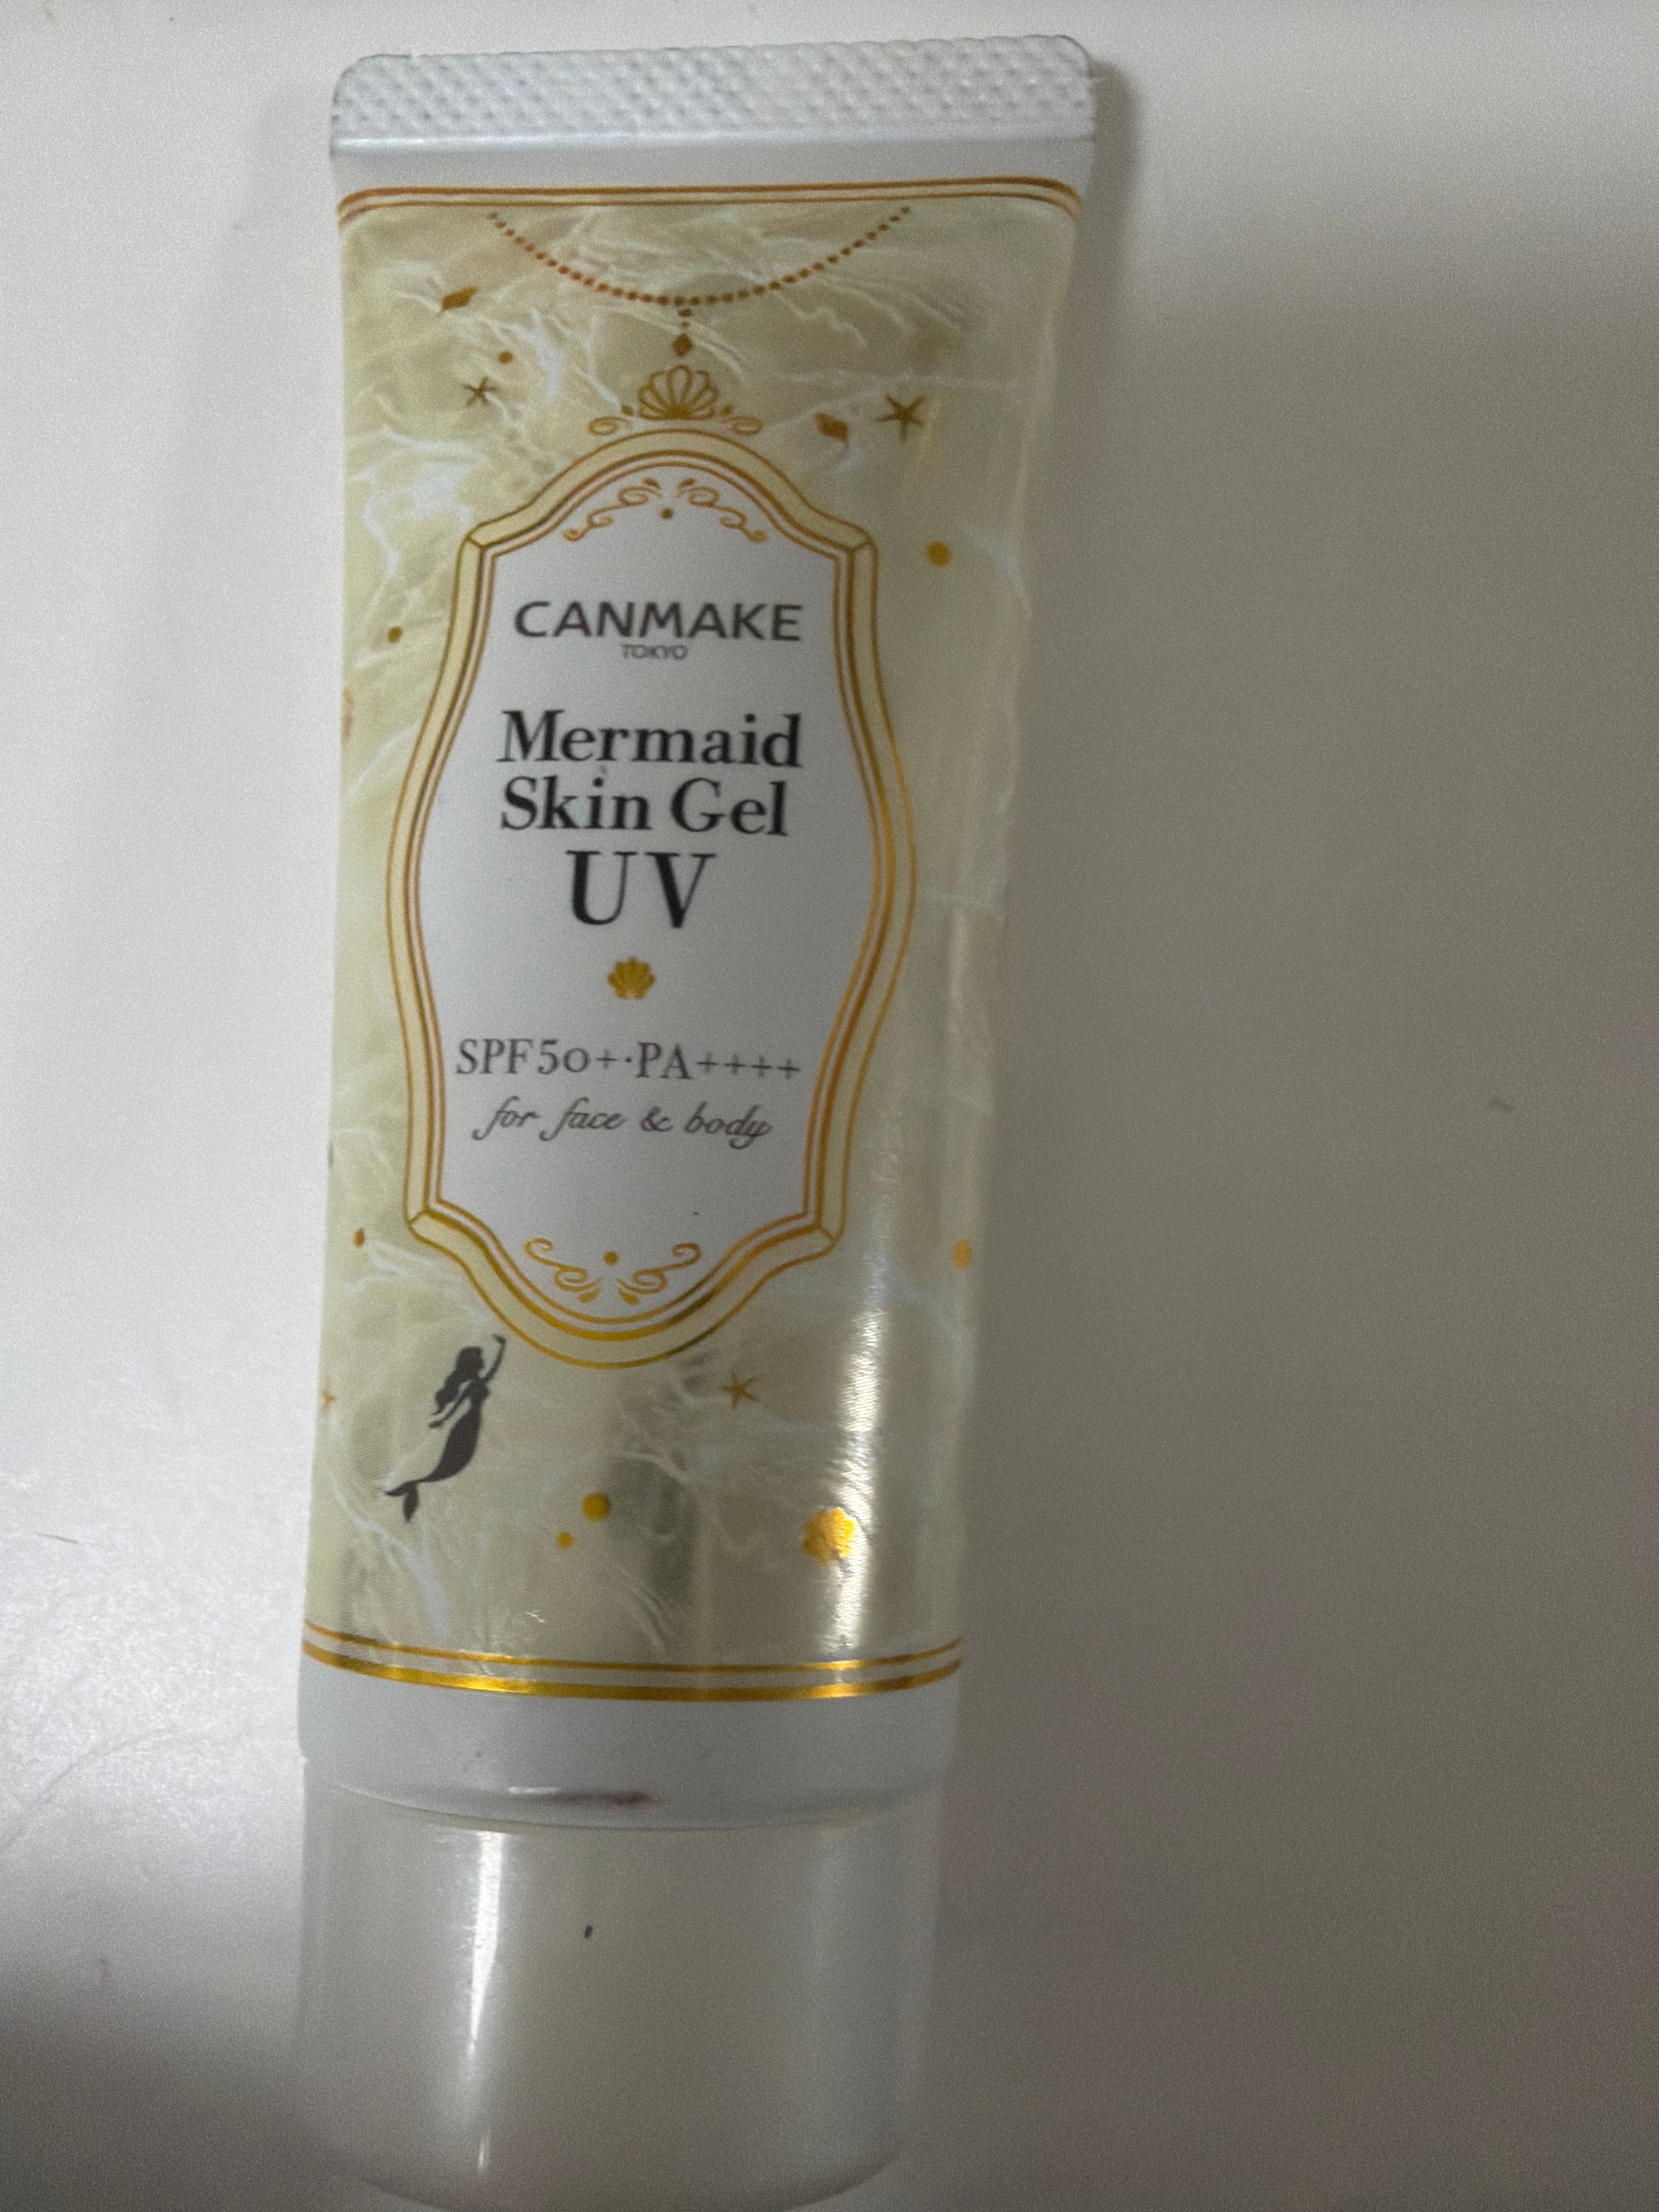 CANMAKE
TOKYO
Mermaid
Skin Gel
UV
SPF50+·PA++++
for face & body